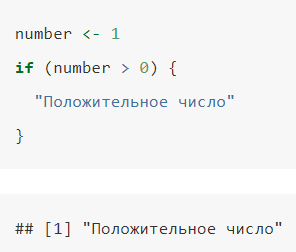 number <- 1
if (number > 0) {
  "Положительное число"
}
## [1] "Положительное число"